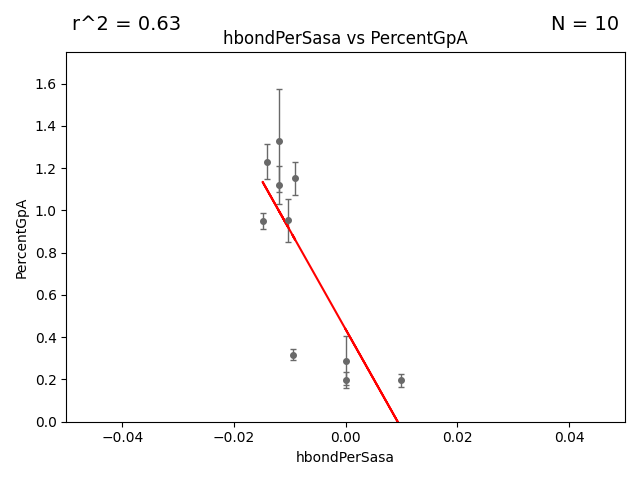 r^2 = 0.63
N = 10
hbondPerSasa vs PercentGpA
1.6
1.4
1.2
1.0
0.8
0.6
0.4
0.2
0.0
PercentGpA
−0.04
−0.02
0.00
0.02
0.04
hbondPerSasa